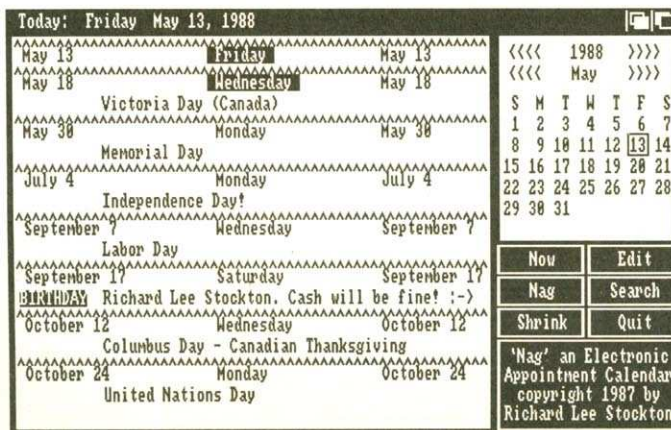 Today: Friday May 13, 1988
May 13 Friday May 13
May 18 Wednesday May 18
Victoria Day (Canada)
May 30 Monday May 30
Memorial Day
July 4 Monday July 4
Independence Day!
September 7 Wednesday September 7
Labor Day
September 17 Saturday September 17
BIRTHDAY Richard Lee Stockton. Cash will be fine! :->
October 12 Wednesday October 12
Columbus Day - Canadian Thanksgiving
October 24 Monday October 24
United Nations Day
<<<< 1988 >>>>
<<<< May >>>>
S M T W T F S
1 2 3 4 5 6 7
8 9 10 11 12 13 14
15 16 17 18 19 20 21
22 23 24 25 26 27 28
29 30 31
Now Edit
Nag Search
Shrink Quit
'Nag' an Electronic
Appointment Calendar
copyright 1987 by
Richard Lee Stockton